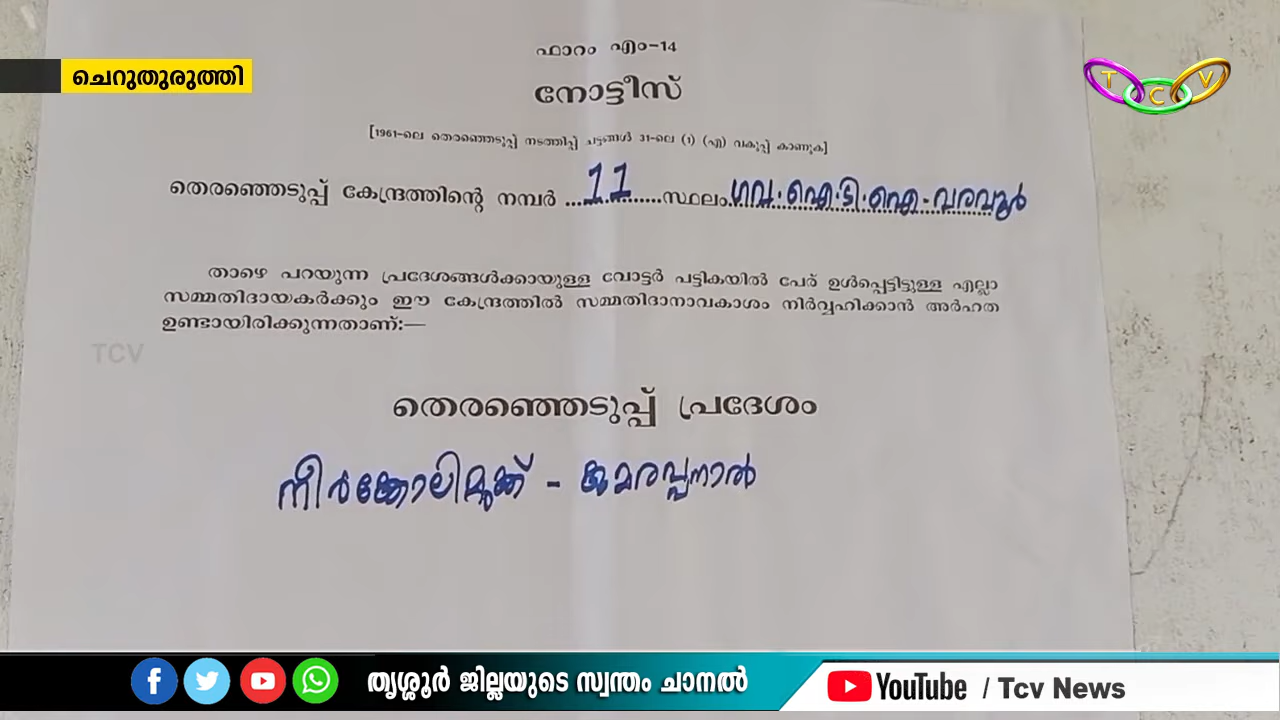 ചെറുതുരുത്തി
T C V
ഫാറം എം-14
നോട്ടീസ്
[1961-ലെ തെരഞ്ഞെടുപ്പ് നടത്തിപ്പ് ചട്ടങ്ങൾ 31-ലെ (1) (എ) വകുപ്പ് കാണുക]
തെരഞ്ഞെടുപ്പ് കേന്ദ്രത്തിന്റെ നമ്പർ ...11...... സ്ഥലം ഗവ.ഐ.ടി.ഐ-വരവൂർ
താഴെ പറയുന്ന പ്രദേശങ്ങൾക്കായുള്ള വോട്ടർ പട്ടികയിൽ പേര് ഉൾപ്പെട്ടിട്ടുള്ള എല്ലാ
സമ്മതിദായകർക്കും ഈ കേന്ദ്രത്തിൽ സമ്മതിദാനാവകാശം നിർവ്വഹിക്കാൻ അർഹത
ഉണ്ടായിരിക്കുന്നതാണ്:—
TCV
തെരഞ്ഞെടുപ്പ് പ്രദേശം
നീർക്കോലിമുക്ക് - കുമരപ്പനാൽ
തൃശ്ശൂർ ജില്ലയുടെ സ്വന്തം ചാനൽ
YouTube / Tcv News